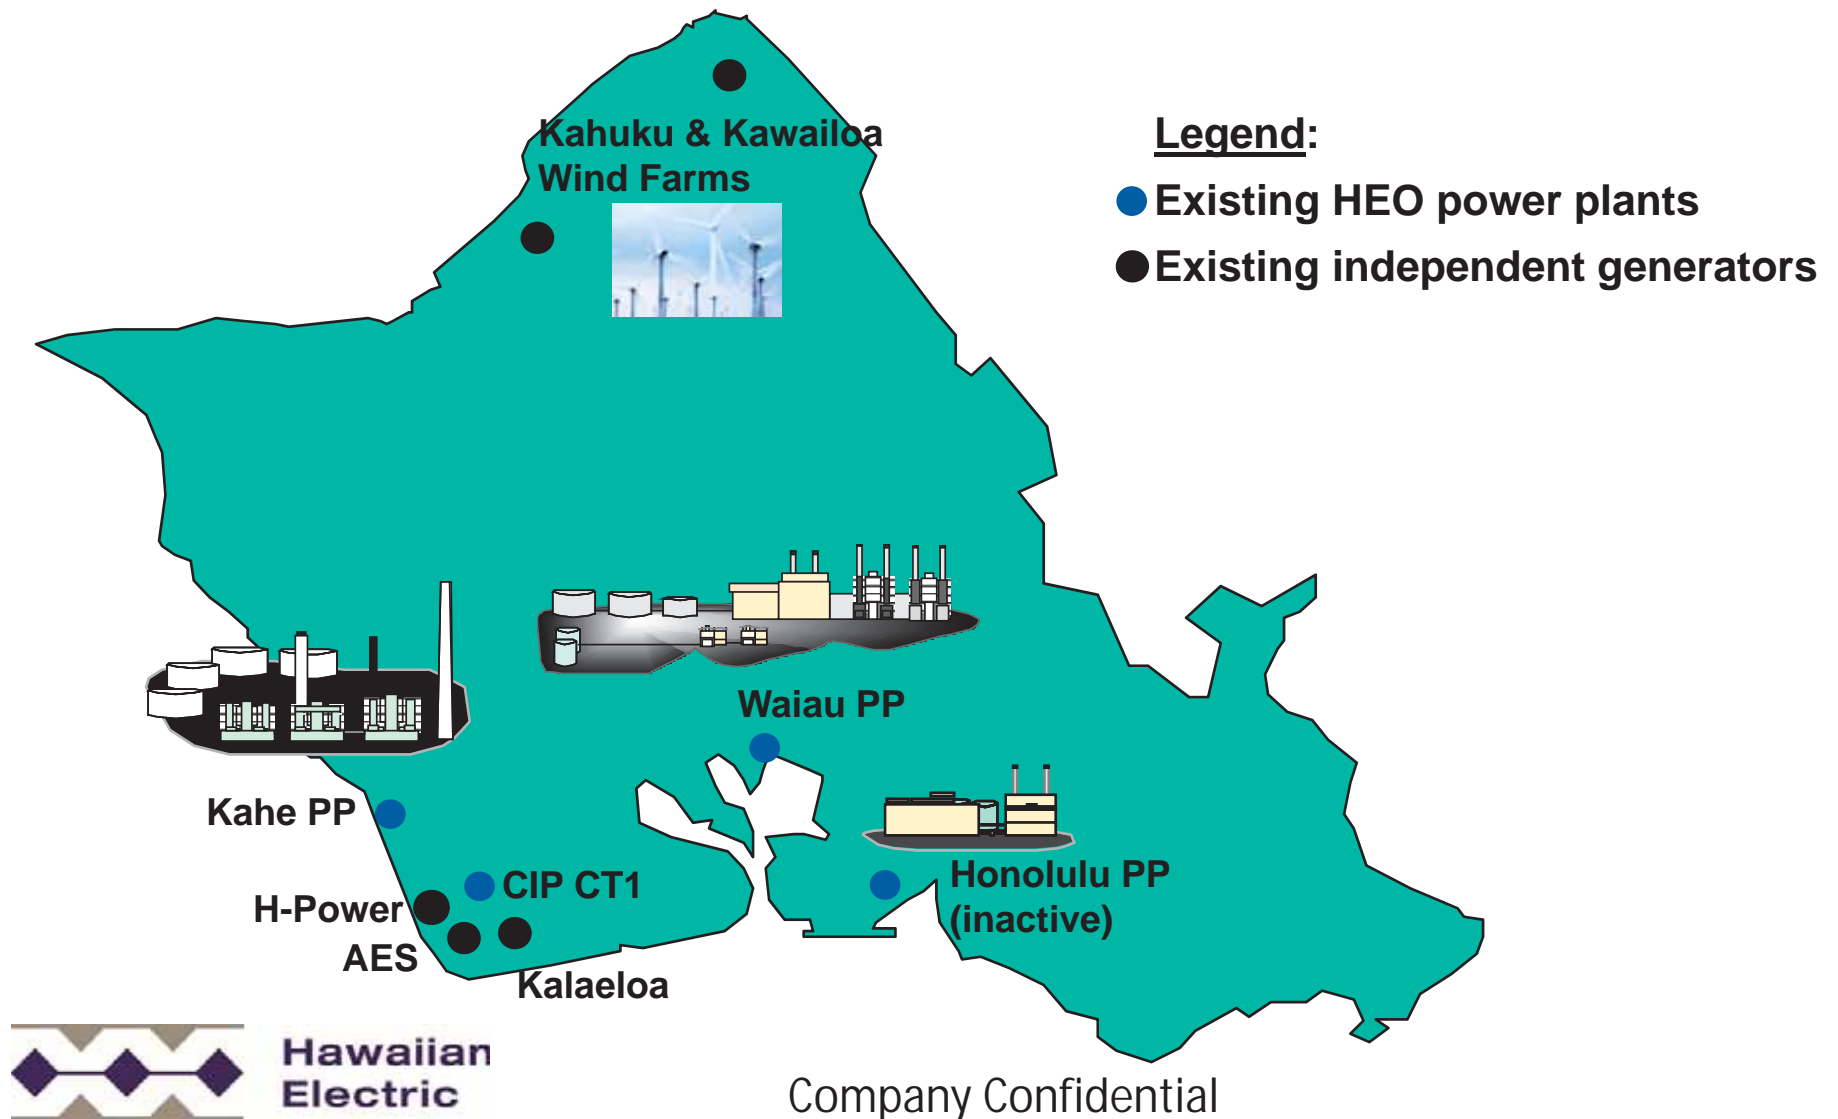 Kahuku & Kawailoa
Wind Farms
Legend:
Existing HEO power plants
Existing independent generators
Waiau PP
Kahe PP
CIP CT1
H-Power
AES
Kalaeloa
Honolulu PP
(inactive)
Hawaiian
Electric
Company Confidential